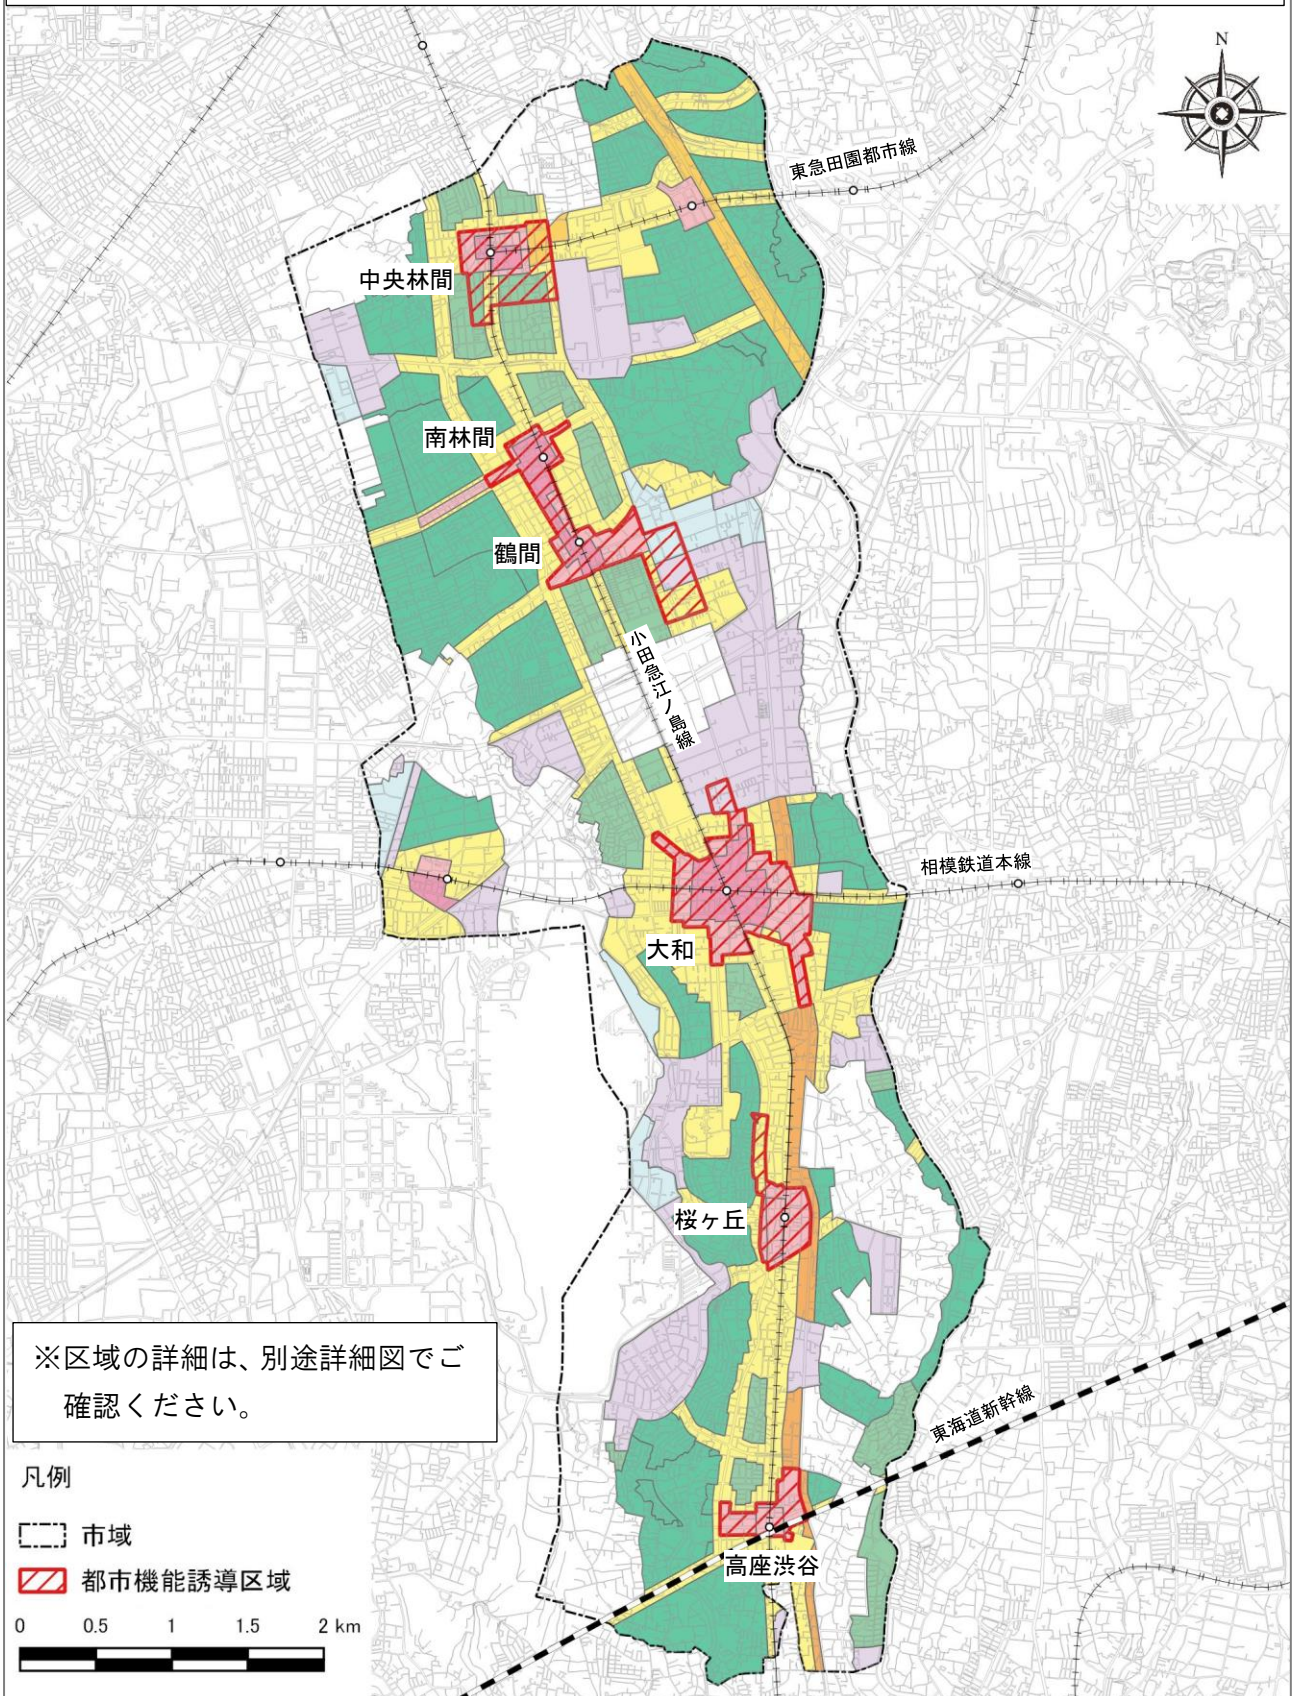 N
東急田園都市線
中央林間
南林間
鶴間
小田急江ノ島線
相模鉄道本線
大和
桜ヶ丘
※区域の詳細は、別途詳細図でご
確認ください。
東海道新幹線
高座渋谷
凡例
市域
都市機能誘導区域
0 0.5 1 1.5 2 km